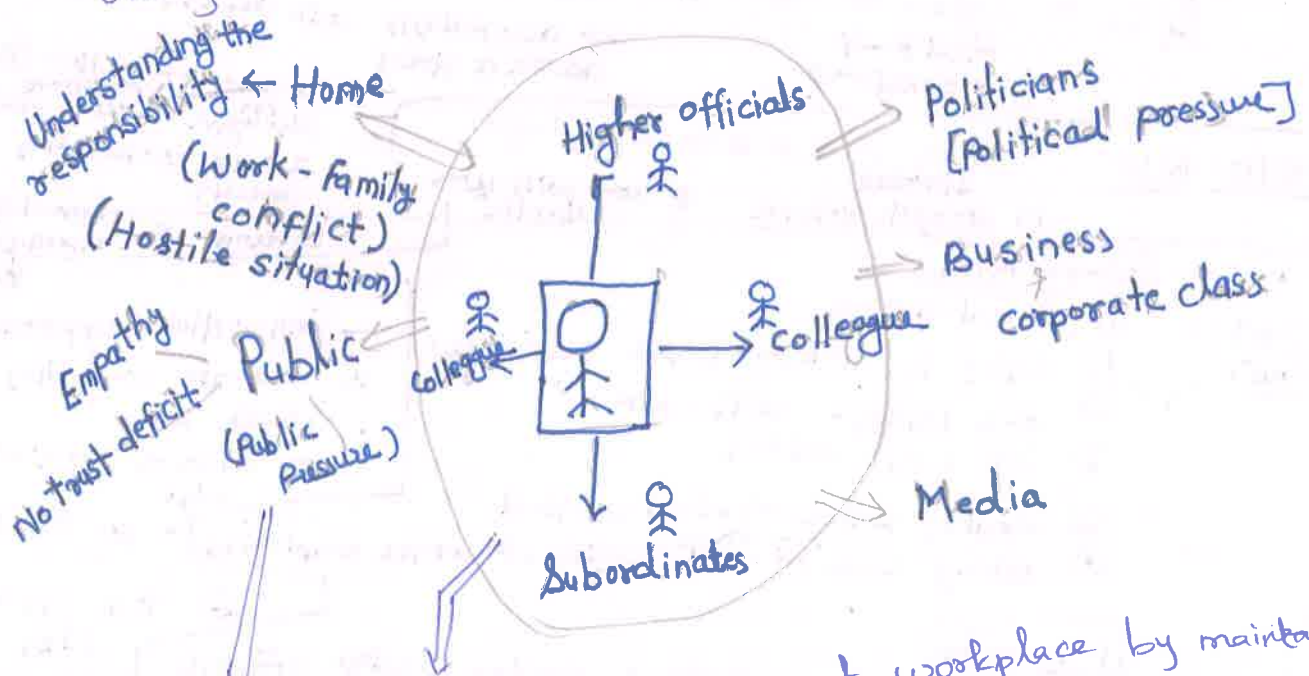 Understanding the
responsibility ← Home
(Work-family
conflict)
(Hostile situation)
Higher officials
Politicians
[Political pressure]
Business
corporate class
Colleague
Colleague
Empathy
Public
No trust deficit
(Public
Pressure)
Media
Subordinates
workplace by